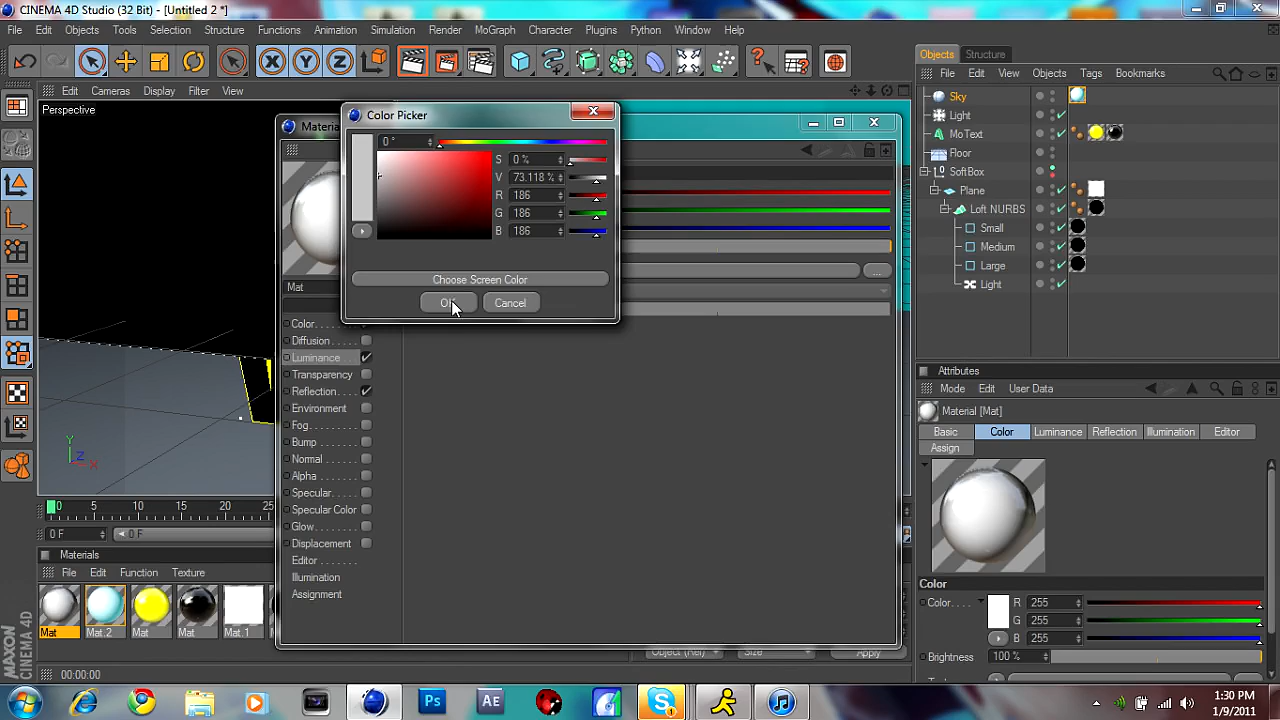 CINEMA 4D Studio (32 Bit) - [Untitled 2 *]
File Edit Objects Tools Selection Structure Functions Animation Simulation Render MoGraph Character Plugins Python Window Help
Objects Structure
File Edit View Objects Tags Bookmarks
Edit Cameras Display Filter View
Perspective
Color Picker
0 °
S 0 %
V 73.118 %
R 186
G 186
B 186
Choose Screen Color
OK Cancel
Sky
Light
MoText
Floor
SoftBox
Plane
Loft NURBS
Small
Medium
Large
Light
Mat
Color
Diffusion
Luminance
Transparency
Reflection
Environment
Fog
Bump
Normal
Alpha
Specular
Specular Color
Glow
Displacement
Editor
Illumination
Assignment
Attributes
Mode Edit User Data
Material [Mat]
Basic Color Luminance Reflection Illumination Editor
Assign
Color
Color R 255
G 255
B 255
Brightness 100 %
0 5 10 15 20 25
0 F 0 F
Materials
File Edit Function Texture
Mat Mat.2 Mat Mat Mat.1
Object (Rel) Size Apply
00:00:00
MAXON CINEMA 4D
Ps AE
1:30 PM
1/9/2011